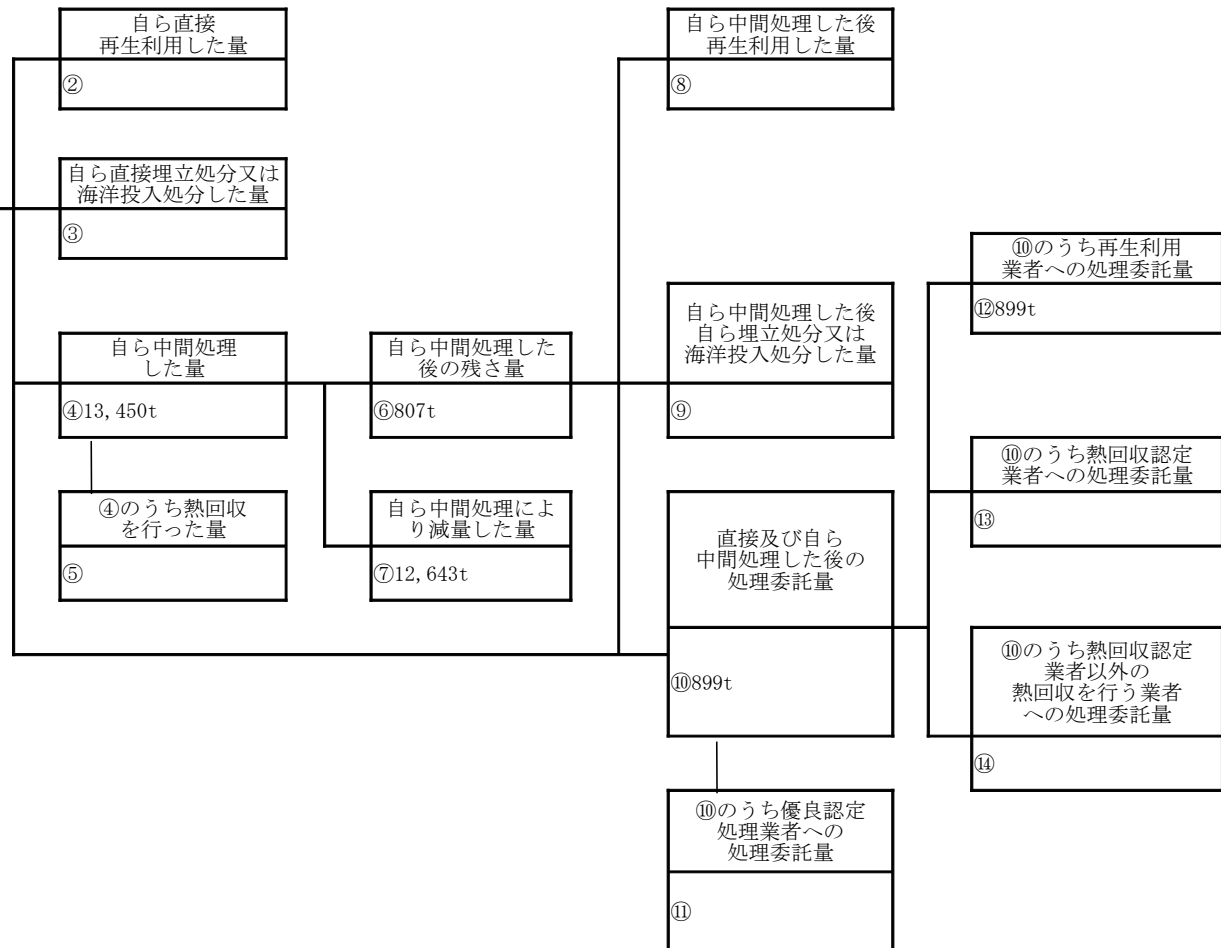 自ら直接
再生利用した量
②
自ら直接埋立処分又は
海洋投入処分した量
③
自ら中間処理
した量
④13,450t
④のうち熱回収
を行った量
⑤
自ら中間処理した
後の残さ量
⑥807t
自ら中間処理によ
り減量した量
⑦12,643t
自ら中間処理した後
再生利用した量
⑧
自ら中間処理した後
自ら埋立処分又は
海洋投入処分した量
⑨
直接及び自ら
中間処理した後の
処理委託量
⑩899t
⑩のうち優良認定
処理業者への
処理委託量
⑪
⑩のうち再生利用
業者への処理委託量
⑫899t
⑩のうち熱回収認定
業者への処理委託量
⑬
⑩のうち熱回収認定
業者以外の
熱回収を行う業者
への処理委託量
⑭